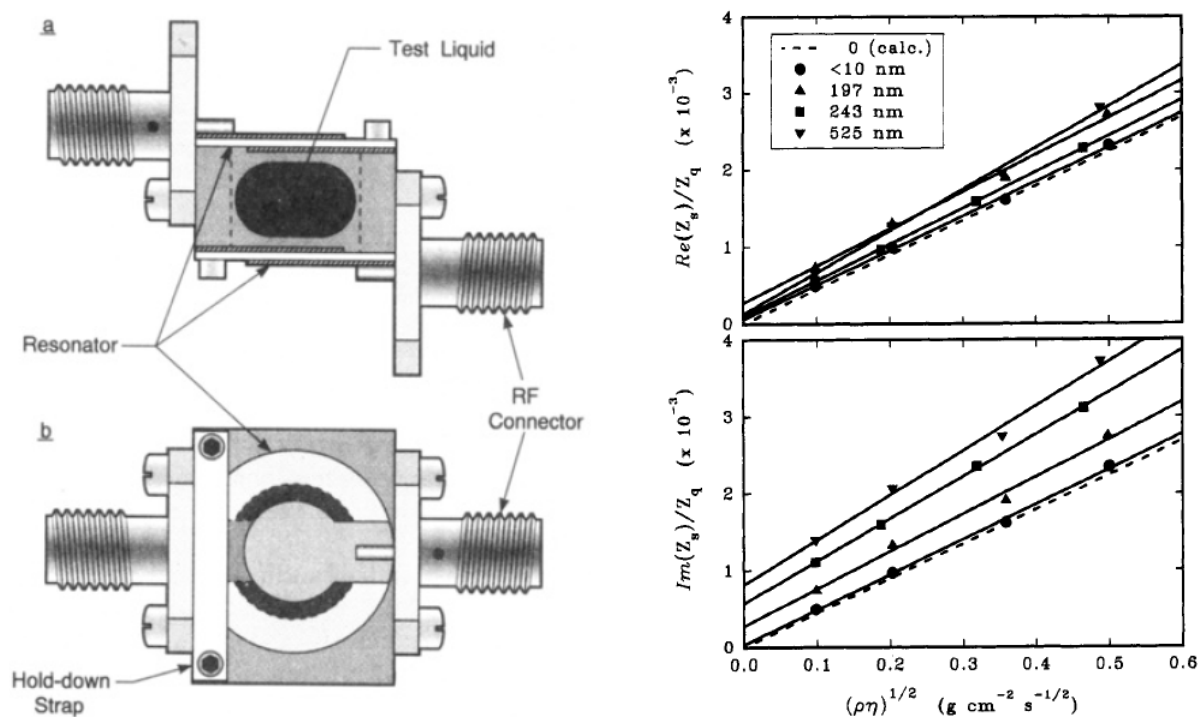 a
Test Liquid
Resonator
RF
Connector
b
Hold-down
Strap
0 (calc.)
<10 nm
197 nm
243 nm
525 nm
Re(Z_s)/Z_q (x 10^-3)
4
3
2
1
0
Im(Z_s)/Z_q (x 10^-3)
4
3
2
1
0
0.0 0.1 0.2 0.3 0.4 0.5 0.6
(ρη)^1/2 (g cm^-2 s^-1/2)